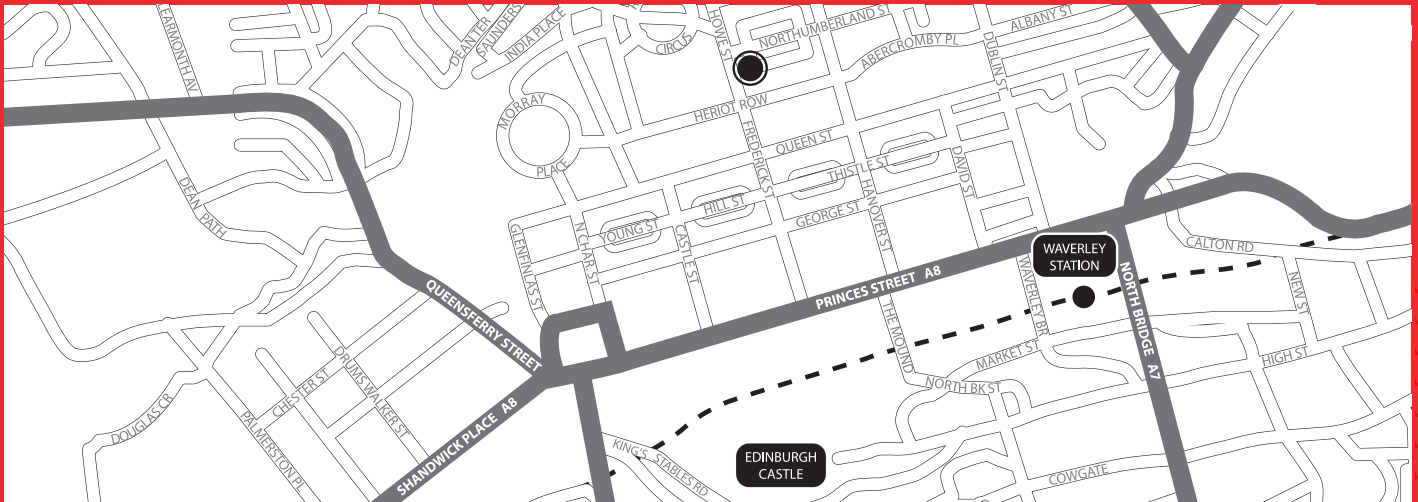 LEARMONTH AV
DEAN TER
SAUNDERS
INDIA PLACE
CIRCUS
HOWE ST
NORTHUMBERLAND ST
ABERCROMBY PL
DUBLIN ST
ALBANY ST
MORRAY
PLACE
HERIOT ROW
FREDERICK ST
QUEEN ST
THISTLE ST
DAVID ST
HANOVER ST
GEORGE ST
HILL ST
YOUNG ST
CASTLE ST
N CHAR. ST
GLENFINLAS ST
DEAN PATH
QUEENSFERRY STREET
PRINCES STREET A8
WAVERLEY
STATION
CALTON RD
NEW ST
NORTH BRIDGE A7
WAVERLEY BR
THE MOUND
MARKET ST
NORTH BK ST
HIGH ST
COWGATE
DRUMS WALKER ST
CHESTER ST
DOUGLAS CR
PALMERSTON PL
SHANDWICK PLACE A8
KING'S STABLES RD
EDINBURGH
CASTLE